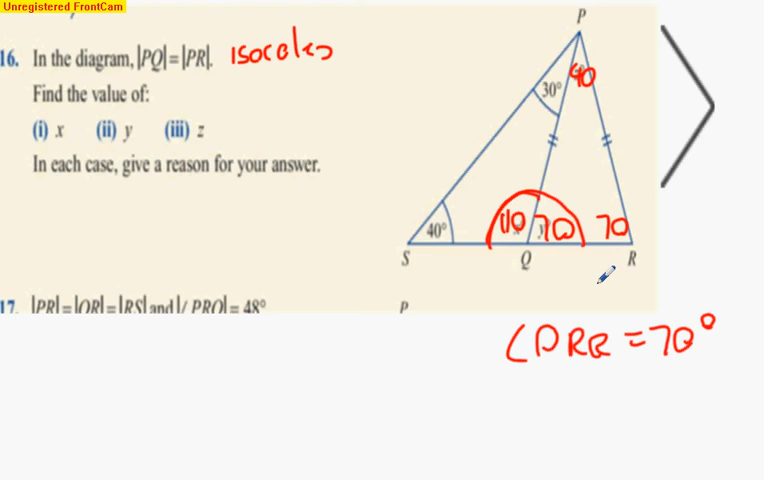 Unregistered FrontCam
16. In the diagram, |PQ| = |PR|. isoceles
Find the value of:
(i) x (ii) y (iii) z
In each case, give a reason for your answer.
P
30°
40
40°
110
70
70
S
Q
R
17. |PR| = |QR| = |RS| and |∠PRQ| = 48°
P
∠PRQ = 70°